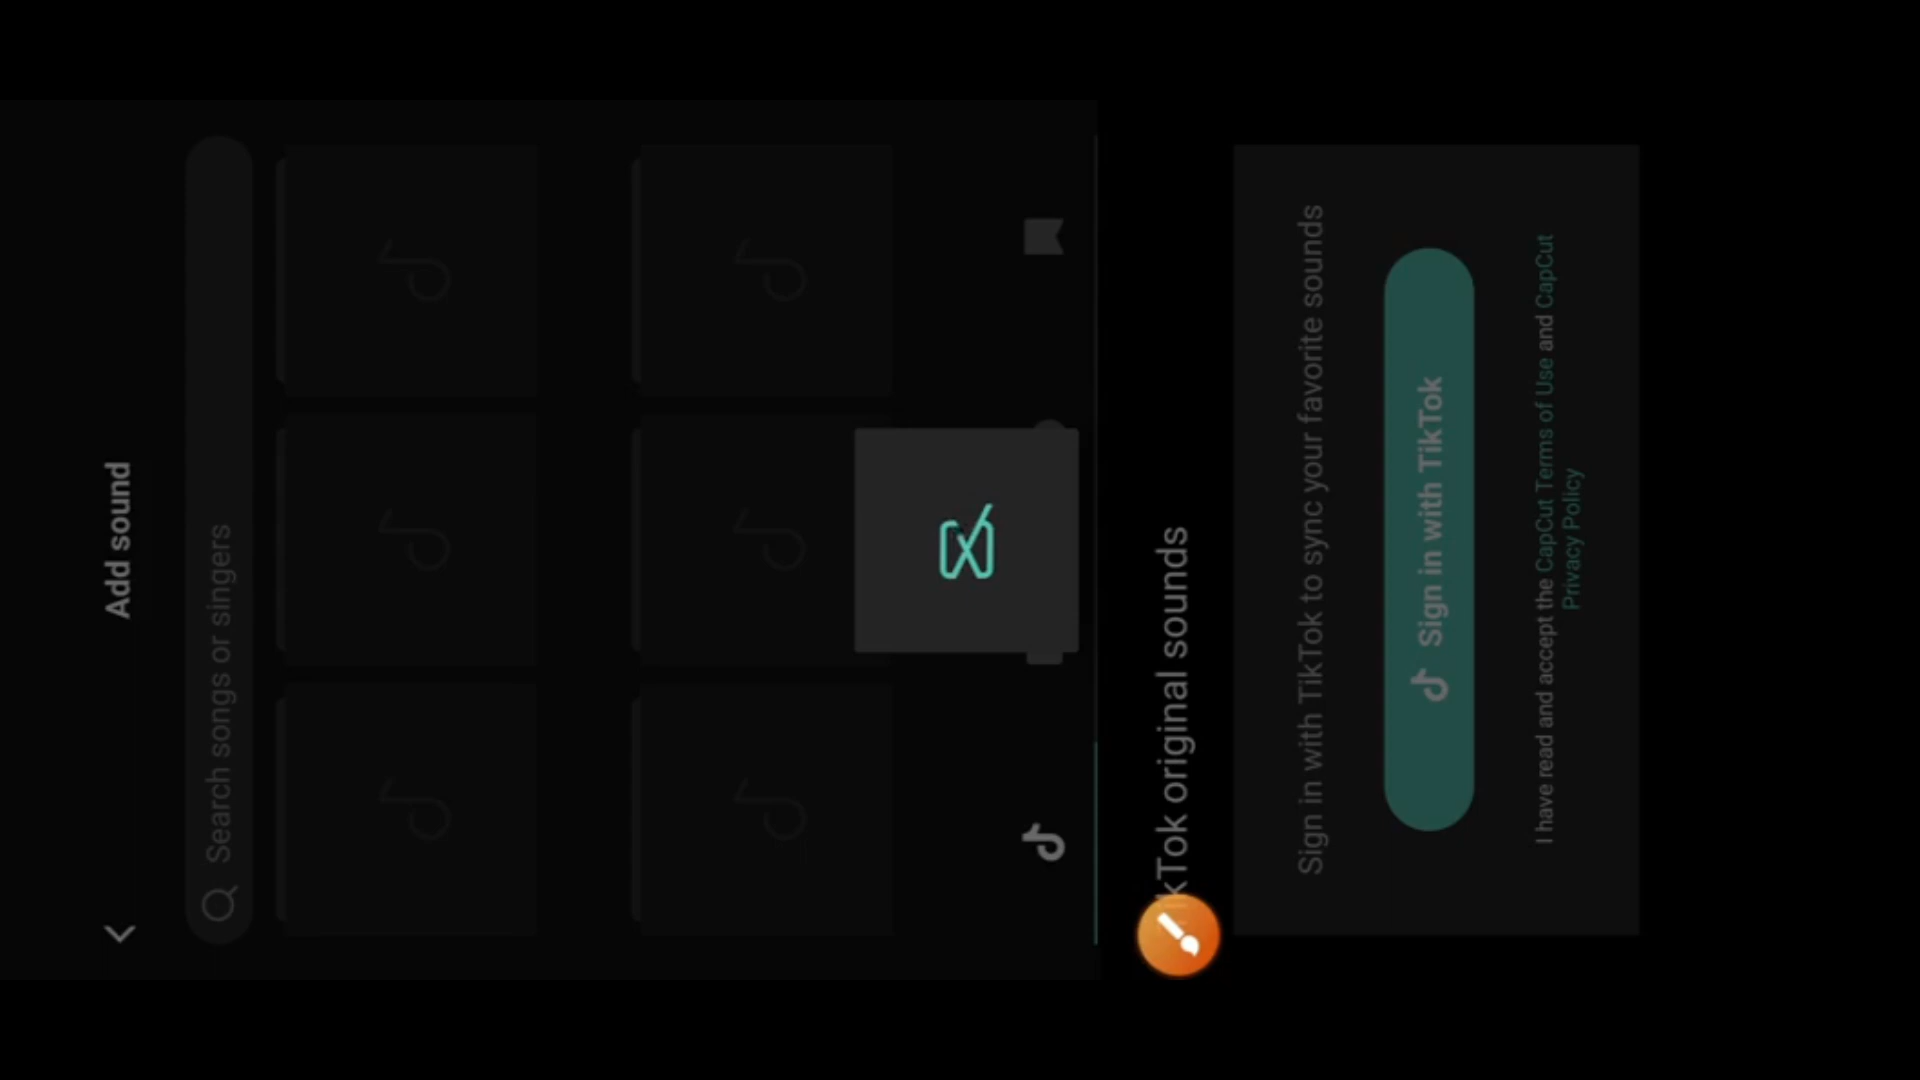 Add sound
Search songs or singers
TikTok original sounds
Sign in with TikTok to sync your favorite sounds
Sign in with TikTok
I have read and accept the CapCut Terms of Use and CapCut
Privacy Policy